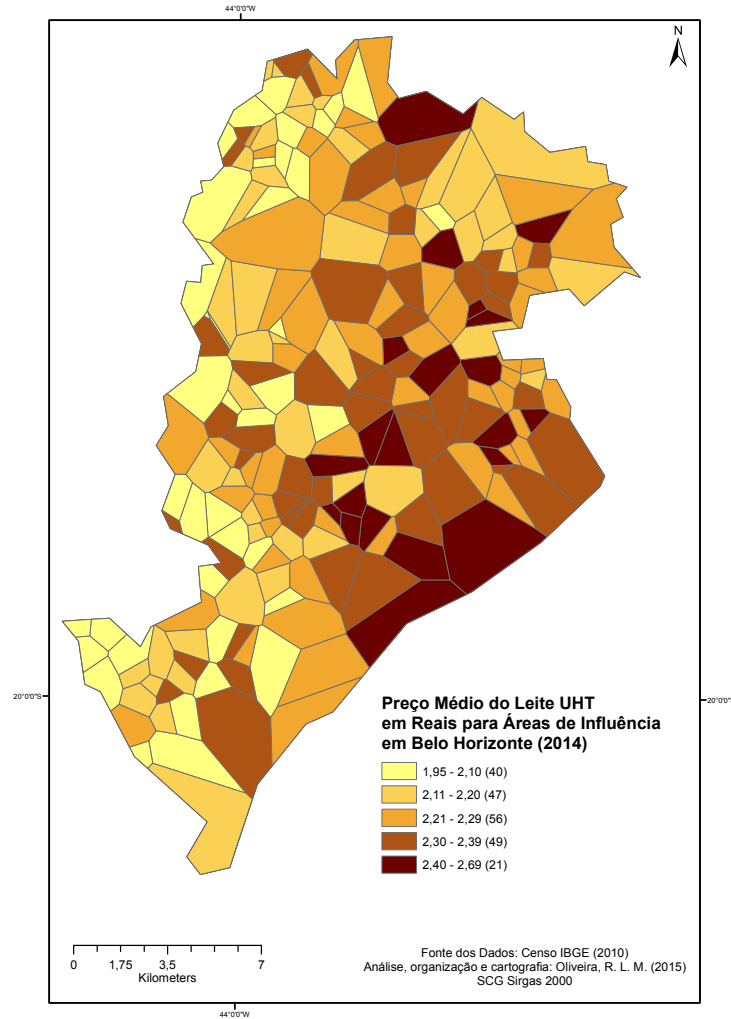 44°0'0"W
N
20°0'0"S
Preço Médio do Leite UHT
em Reais para Áreas de Influência
em Belo Horizonte (2014)
1,95 - 2,10 (40)
2,11 - 2,20 (47)
2,21 - 2,29 (56)
2,30 - 2,39 (49)
2,40 - 2,69 (21)
0 1,75 3,5 7
Kilometers
Fonte dos Dados: Censo IBGE (2010)
Análise, organização e cartografia: Oliveira, R. L. M. (2015)
SCG Sirgas 2000
44°0'0"W